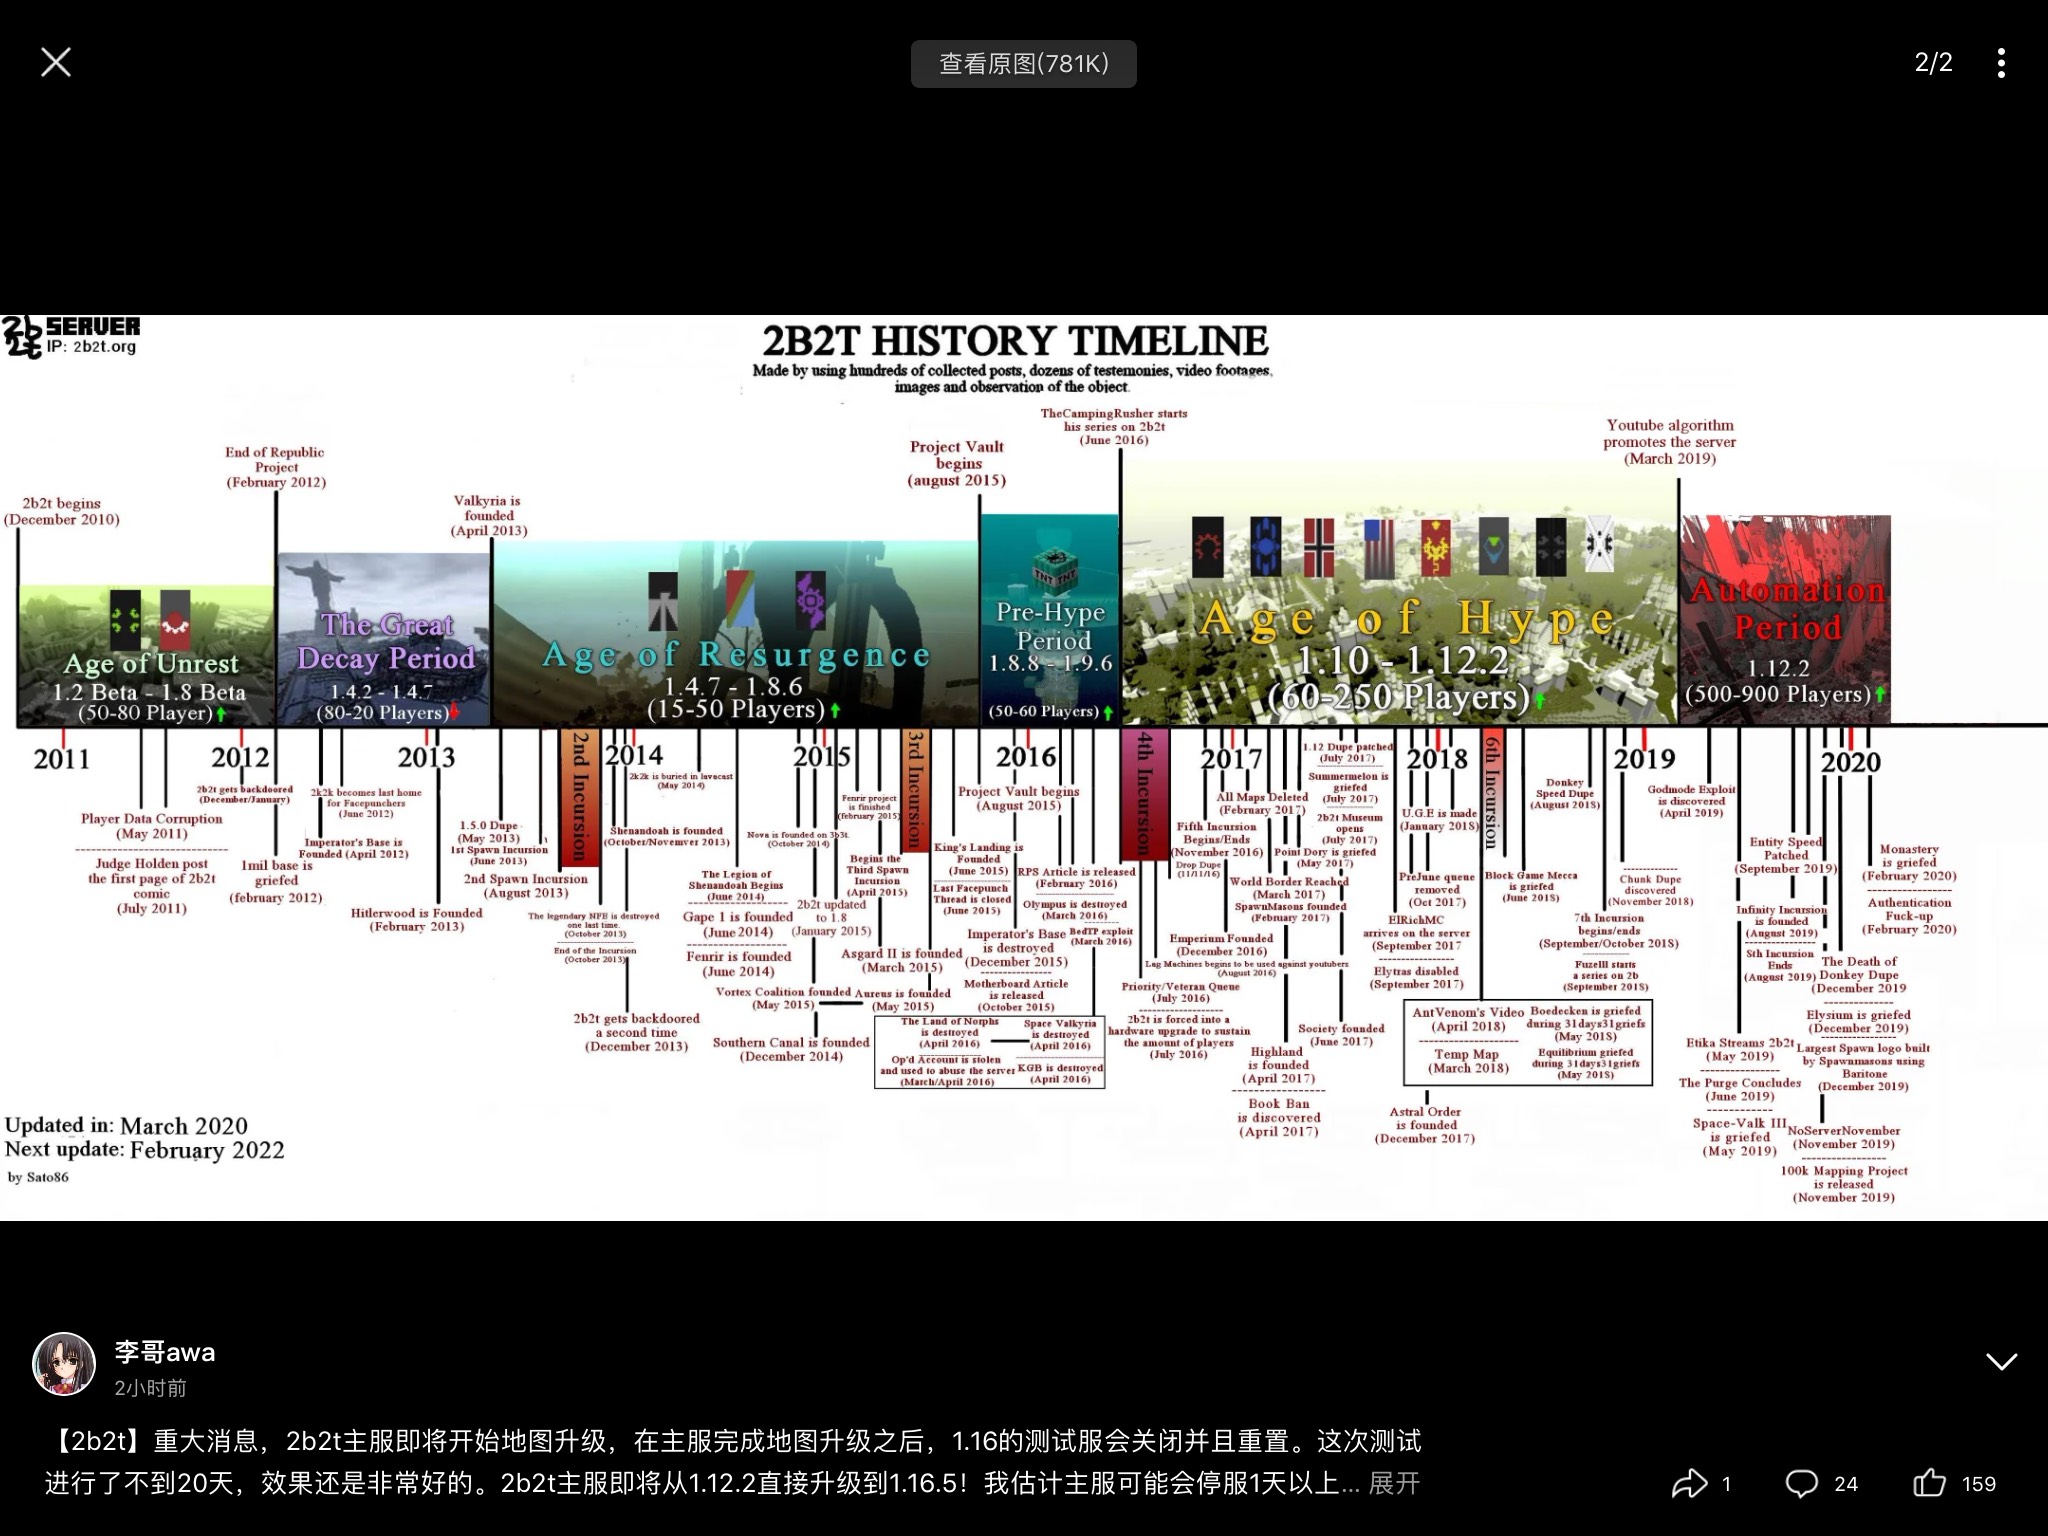 查看原图(781K)
2/2
SERVER
IP: 2b2t.org
2B2T HISTORY TIMELINE
Made by using hundreds of collected posts, dozens of testemonies, video footages,
images and observation of the object.
2b2t begins
(December 2010)
End of Republic
Project
(February 2012)
Valkyria is
founded
(April 2013)
Project Vault
begins
(august 2015)
TheCampingRusher starts
his series on 2b2t
(June 2016)
Youtube algorithm
promotes the server
(March 2019)
Age of Unrest
1.2 Beta - 1.8 Beta
(50-80 Player)
The Great
Decay Period
1.4.2 - 1.4.7
(80-20 Players)
Age of Resurgence
1.4.7 - 1.8.6
(15-50 Players)
TNT TNT
Pre-Hype
Period
1.8.8 - 1.9.6
(50-60 Players)
Age of Hype
1.10 - 1.12.2
(60-250 Players)
Automation
Period
1.12.2
(500-900 Players)
2011
2012
2013
2014
2015
2016
2017
2018
2019
2020
2nd Incursion
3rd Incursion
4th Incursion
6th Incursion
Player Data Corruption
(May 2011)
Judge Holden post
the first page of 2b2t
comic
(July 2011)
2b2t gets backdoored
(December/January)
1mil base is
griefed
(february 2012)
2k2k becomes last home
for Facepunchers
(June 2012)
Imperator's Base is
Founded (April 2012)
Hitlerwood is Founded
(February 2013)
1.5.0 Dupe
(May 2013)
1st Spawn Incursion
(June 2013)
2nd Spawn Incursion
(August 2013)
The legendary NFE is destroyed
one last time.
(October 2013)
End of the Incursion
(October 2013)
2b2t gets backdoored
a second time
(December 2013)
2k2k is buried in lavacast
(May 2014)
Shenandoah is founded
(October/Novemver 2013)
The Legion of
Shenandoah Begins
(June 2014)
Gape 1 is founded
(June 2014)
Fenrir is founded
(June 2014)
Nova is founded on 3b3t.
(October 2014)
2b2t updated
to 1.8
(January 2015)
Vortex Coalition founded
(May 2015)
Southern Canal is founded
(December 2014)
Fenrir project
is finished
(february 2015)
Begins the
Third Spawn
Incursion
(April 2015)
Asgard II is founded
(March 2015)
Aureus is founded
(May 2015)
King's Landing is
Founded
(June 2015)
Last Facepunch
Thread is closed
(June 2015)
Project Vault begins
(August 2015)
Imperator's Base
is destroyed
(December 2015)
Motherboard Article
is released
(October 2015)
RPS Article is released
(February 2016)
Olympus is destroyed
(March 2016)
BedTP exploit
(March 2016)
The Land of Norphs
is destroyed
(April 2016)
Space Valkyria
is destroyed
(April 2016)
Op'd Account is stolen
and used to abuse the server
(March/April 2016)
KGB is destroyed
(April 2016)
Priority/Veteran Queue
(July 2016)
2b2t is forced into a
hardware upgrade to sustain
the amount of players
(July 2016)
Lag Machines begins to be used against youtubers
(August 2016)
Fifth Incursion
Begins/Ends
(November 2016)
Drop Dupe
(11/11/16)
Emperium Founded
(December 2016)
All Maps Deleted
(February 2017)
World Border Reached
(March 2017)
SpawnMasons founded
(February 2017)
Highland
is founded
(April 2017)
Book Ban
is discovered
(April 2017)
1.12 Dupe patched
(July 2017)
Summermelon is
griefed
(July 2017)
2b2t Museum
opens
(July 2017)
Point Dory is griefed
(May 2017)
Society founded
(June 2017)
U.G.E is made
(January 2018)
PreJune queue
removed
(Oct 2017)
ElRichMC
arrives on the server
(September 2017
Elytras disabled
(September 2017)
AntVenom's Video
(April 2018)
Temp Map
(March 2018)
Boedecken is griefed
during 31days31griefs
(May 2018)
Equilibrium griefed
during 31days31griefs
(May 2018)
Astral Order
is founded
(December 2017)
Block Game Mecca
is griefed
(June 2018)
Donkey
Speed Dupe
(August 2018)
7th Incursion
begins/ends
(September/October 2018)
FuzeIII starts
a series on 2b
(September 2018)
Chunk Dupe
discovered
(November 2018)
Godmode Exploit
is discovered
(April 2019)
Etika Streams 2b2t
(May 2019)
The Purge Concludes
(June 2019)
Space-Valk III
is griefed
(May 2019)
Entity Speed
Patched
(September 2019)
Infinity Incursion
is founded
(August 2019)
8th Incursion
Ends
(August 2019)
The Death of
Donkey Dupe
(December 2019
Elysium is griefed
(December 2019)
Largest Spawn logo built
by Spawnmasons using
Baritone
(December 2019)
NoServerNovember
(November 2019)
100k Mapping Project
is released
(November 2019)
Monastery
is griefed
(February 2020)
Authentication
Fuck-up
(February 2020)
Updated in: March 2020
Next update: February 2022
by Sato86
李哥awa
2小时前
【2b2t】重大消息，2b2t主服即将开始地图升级，在主服完成地图升级之后，1.16的测试服会关闭并且重置。这次测试
进行了不到20天，效果还是非常好的。2b2t主服即将从1.12.2直接升级到1.16.5！我估计主服可能会停服1天以上... 展开
1
24
159